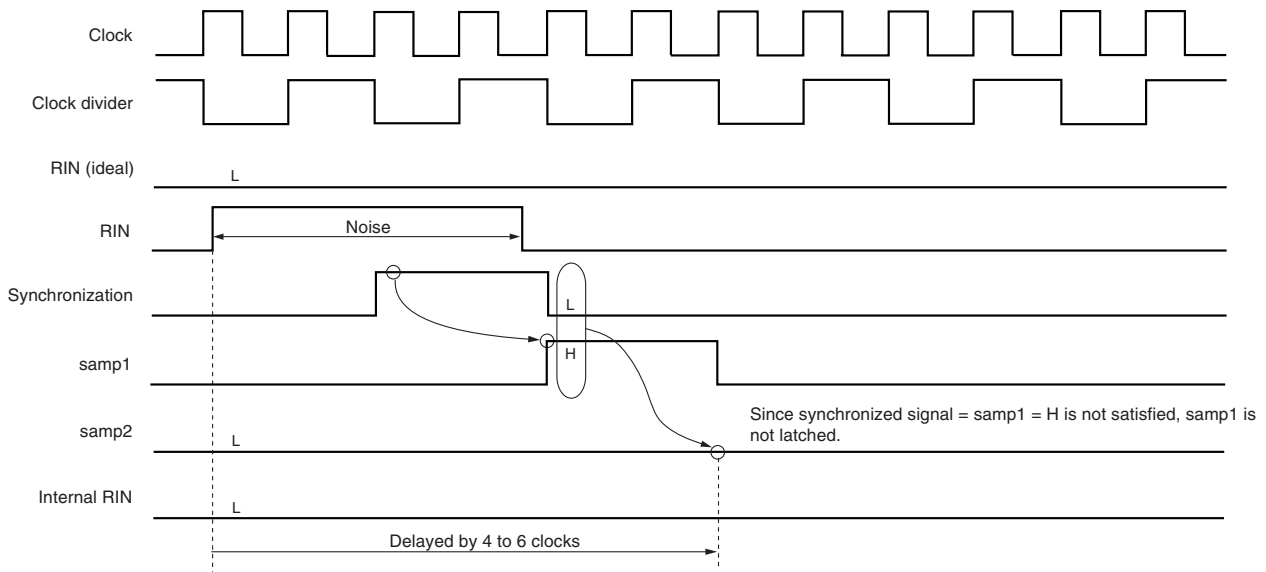 Clock
Clock divider
RIN (ideal)
L
RIN
Noise
Synchronization
L
H
samp1
Since synchronized signal = samp1 = H is not satisfied, samp1 is
not latched.
samp2
L
Internal RIN
L
Delayed by 4 to 6 clocks